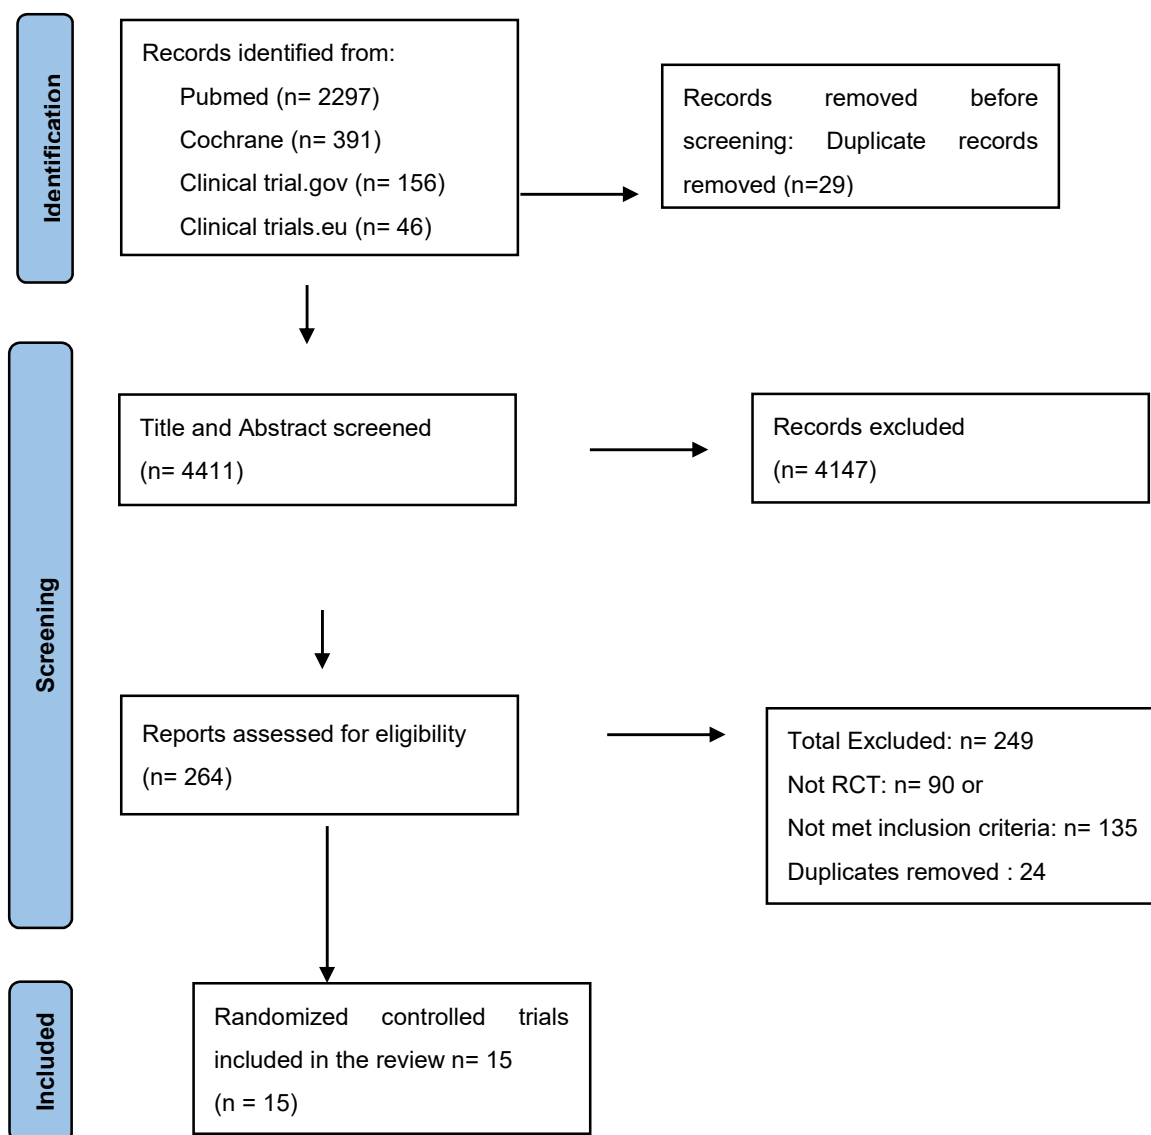 Identification
Records identified from:
Pubmed (n= 2297)
Cochrane (n= 391)
Clinical trial.gov (n= 156)
Clinical trials.eu (n= 46)
Records removed before
screening: Duplicate records
removed (n=29)
Screening
Title and Abstract screened
(n= 4411)
Records excluded
(n= 4147)
Reports assessed for eligibility
(n= 264)
Total Excluded: n= 249
Not RCT: n= 90 or
Not met inclusion criteria: n= 135
Duplicates removed : 24
Included
Randomized controlled trials
included in the review n= 15
(n = 15)